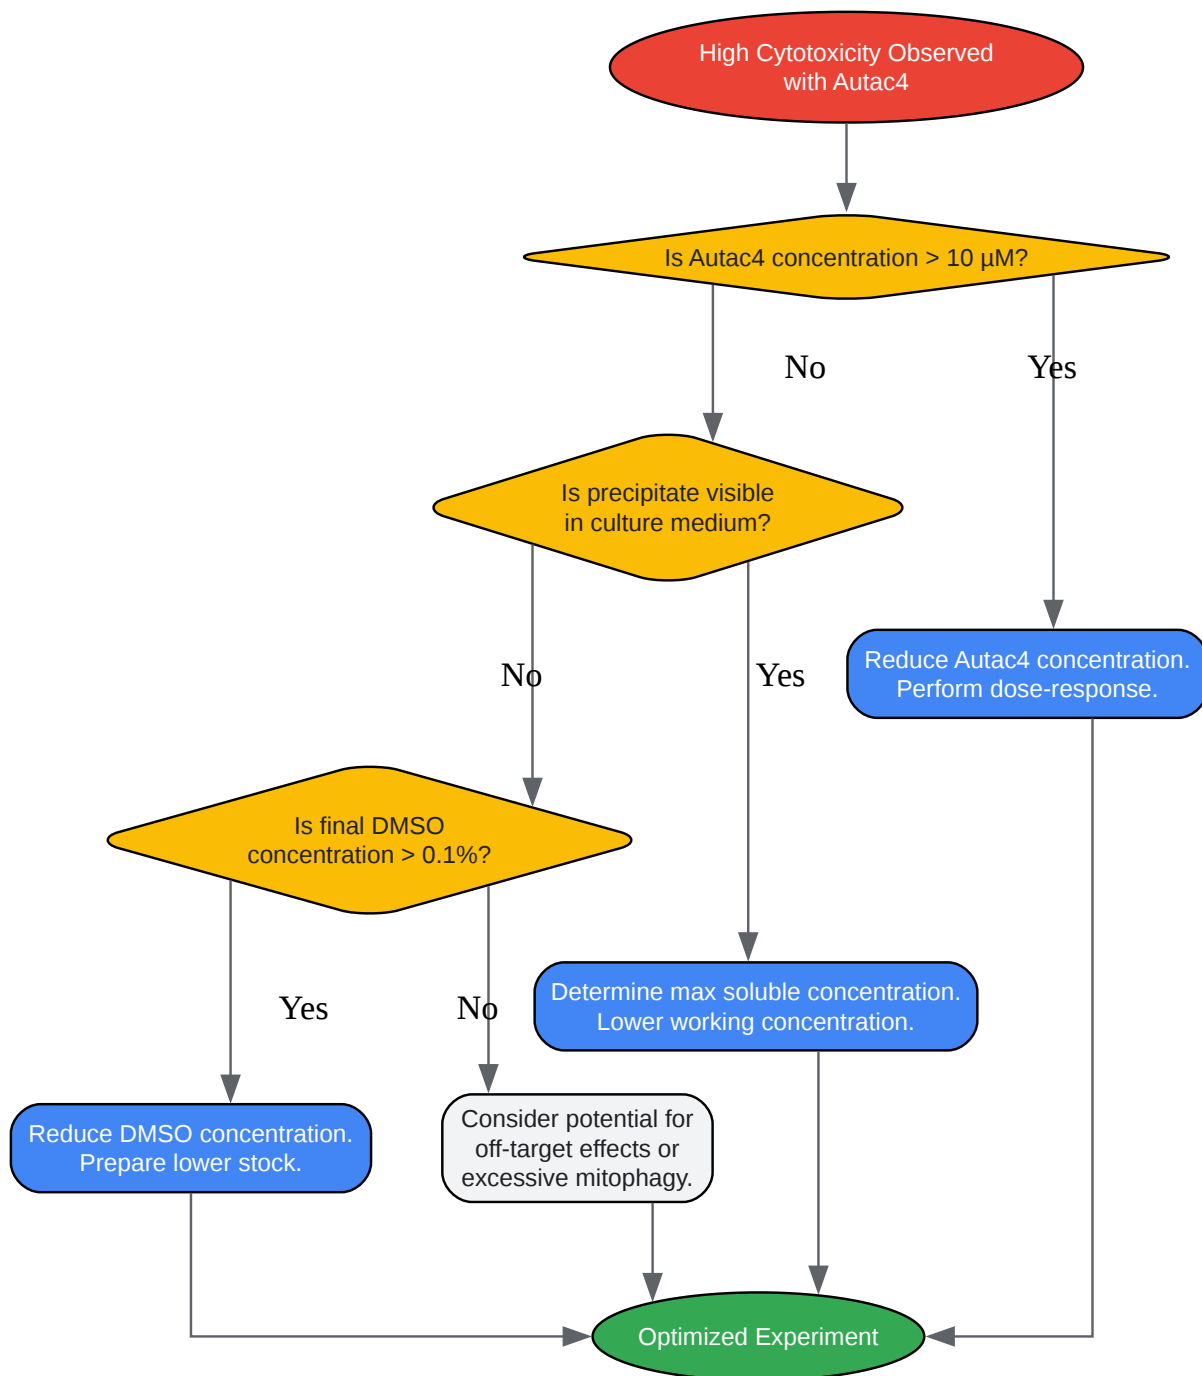 High Cytotoxicity Observed
with Autac4
Is Autac4 concentration > 10 µM?
No
Yes
Is precipitate visible
in culture medium?
No
Yes
Reduce Autac4 concentration.
Perform dose-response.
Is final DMSO
concentration > 0.1%?
Yes
No
Determine max soluble concentration.
Lower working concentration.
Reduce DMSO concentration.
Prepare lower stock.
Consider potential for
off-target effects or
excessive mitophagy.
Optimized Experiment